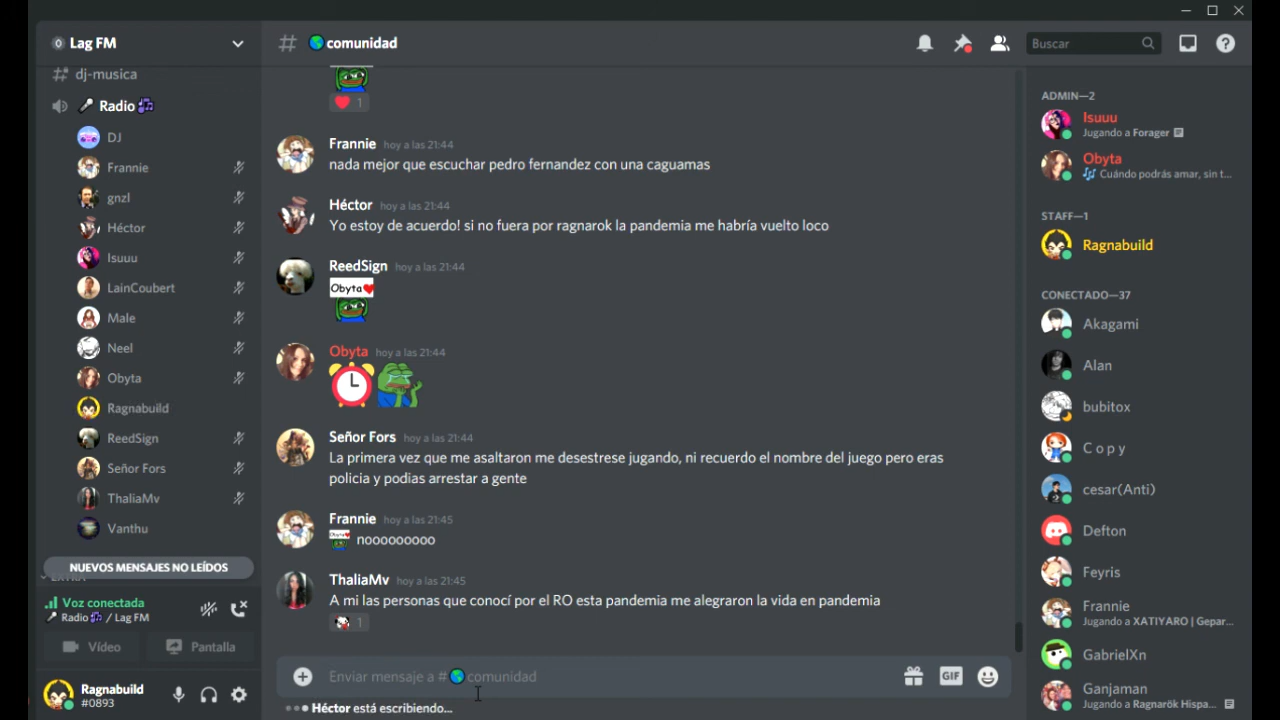 Lag FM
dj-musica
Radio
DJ
Frannie
gnzl
Héctor
Isuuu
LainCoubert
Male
Neel
Obyta
Ragnabuild
ReedSign
Señor Fors
ThaliaMv
Vanthu
NUEVOS MENSAJES NO LEÍDOS
Voz conectada
Radio / Lag FM
Vídeo
Pantalla
Ragnabuild
#0893
comunidad
Buscar
1
Frannie hoy a las 21:44
nada mejor que escuchar pedro fernandez con una caguamas
Héctor hoy a las 21:44
Yo estoy de acuerdo! si no fuera por ragnarok la pandemia me habría vuelto loco
ReedSign hoy a las 21:44
Obyta
Obyta hoy a las 21:44
Señor Fors hoy a las 21:44
La primera vez que me asaltaron me desestrese jugando, ni recuerdo el nombre del juego pero eras
policia y podias arrestar a gente
Frannie hoy a las 21:45
nooooooooo
ThaliaMv hoy a las 21:45
A mi las personas que conocí por el RO esta pandemia me alegraron la vida en pandemia
1
Enviar mensaje a # comunidad
GIF
Héctor está escribiendo...
ADMIN—2
Isuuu
Jugando a Forager
Obyta
Cuándo podrás amar, sin t...
STAFF—1
Ragnabuild
CONECTADO—37
Akagami
Alan
bubitox
C o p y
cesar(Anti)
Defton
Feyris
Frannie
Jugando a XATIYARO | Gepar...
GabrielXn
Ganjaman
Jugando a Ragnarök Hispa...